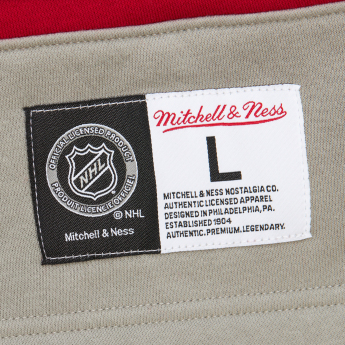 OFFICIAL LICENSED PRODUCT
NHL
PRODUIT LICENCIÉ OFFICIEL
© NHL
Mitchell & Ness
Mitchell & Ness
L
MITCHELL & NESS NOSTALGIA CO.
AUTHENTIC LICENSED APPAREL
DESIGNED IN PHILADELPHIA, PA.
ESTABLISHED 1904
AUTHENTIC. PREMIUM. LEGENDARY.